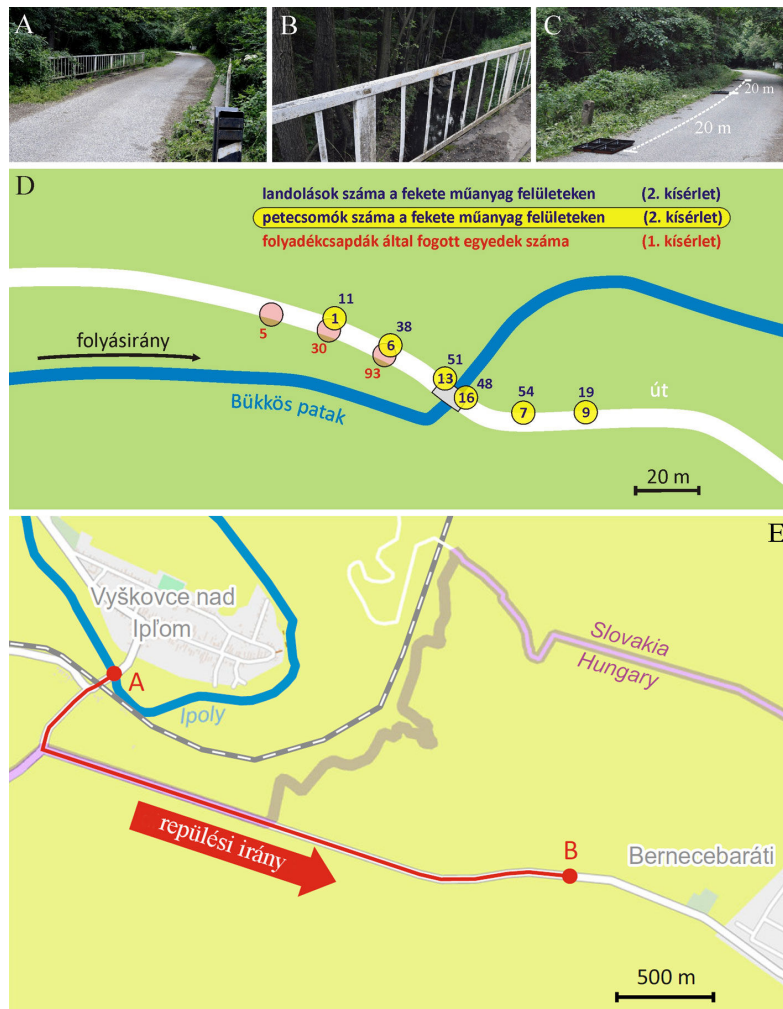 A
B
C
20 m
20 m
D
landolások száma a fekete műanyag felületeken (2. kísérlet)
petecsomók száma a fekete műanyag felületeken (2. kísérlet)
folyadékcsapdák által fogott egyedek száma (1. kísérlet)
11
1
38
5
folyásirány
30
6
51
93
13
48
54
19
16
7
9
út
Bükkös patak
20 m
E
Vyškovce nad
Ipľom
Slovakia
Hungary
A
Ipoly
repülési irány
B
Bernecebaráti
500 m